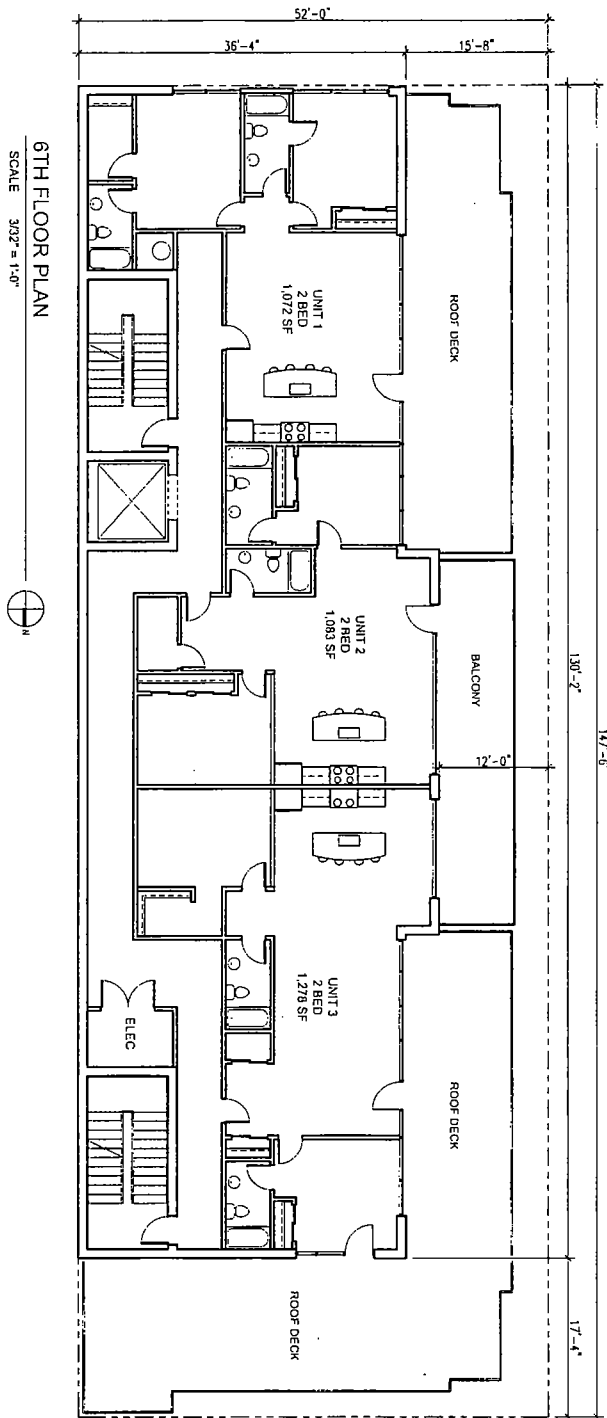 52'-0"
36'-4"
15'-8"
ROOF DECK
UNIT 1
2 BED
1,072 SF
BALCONY
130'-2"
147'-6"
12'-0"
UNIT 2
2 RED
1,083 SF
UNIT 3
2 BED
1,278 SF
ELEC
ROOF DECK
ROOF DECK
17'-4"
6TH FLOOR PLAN
SCALE 3/32" = 1'-0"
N